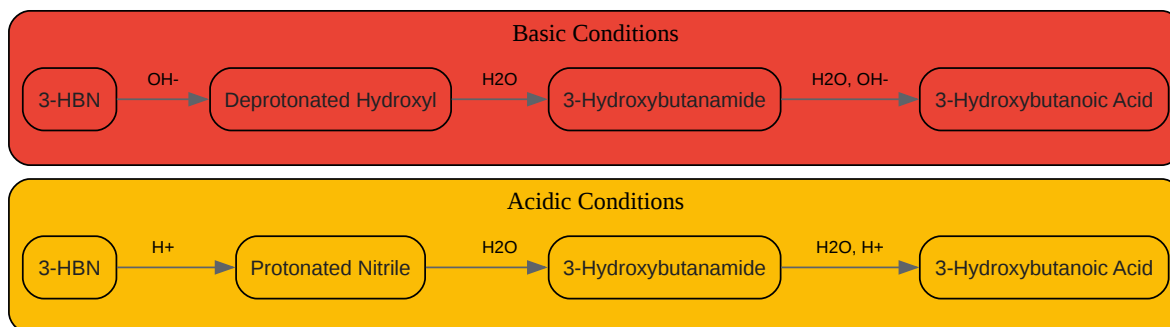 Basic Conditions
3-HBN
OH-
Deprotonated Hydroxyl
H2O
3-Hydroxybutanamide
H2O, OH-
3-Hydroxybutanoic Acid
Acidic Conditions
3-HBN
H+
Protonated Nitrile
H2O
3-Hydroxybutanamide
H2O, H+
3-Hydroxybutanoic Acid